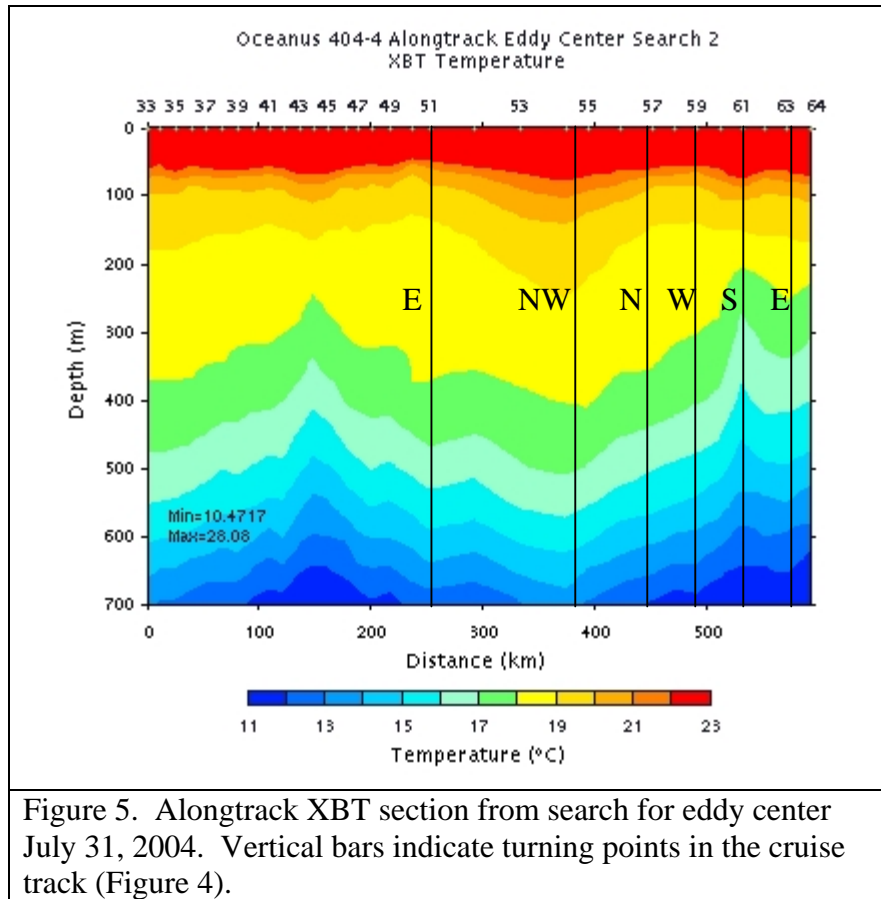 Oceanus 404-4 Alongtrack Eddy Center Search 2
XBT Temperature
33 35 37 39 41 43 45 47 49 51 53 55 57 59 61 63 64
0
100
200
E NW N W S E
300
Depth (m)
400
500
Min=10.4717
Max=28.08
600
700
0 100 200 300 400 500
Distance (km)
11 13 15 17 19 21 23
Temperature (°C)
Figure 5. Alongtrack XBT section from search for eddy center
July 31, 2004. Vertical bars indicate turning points in the cruise
track (Figure 4).